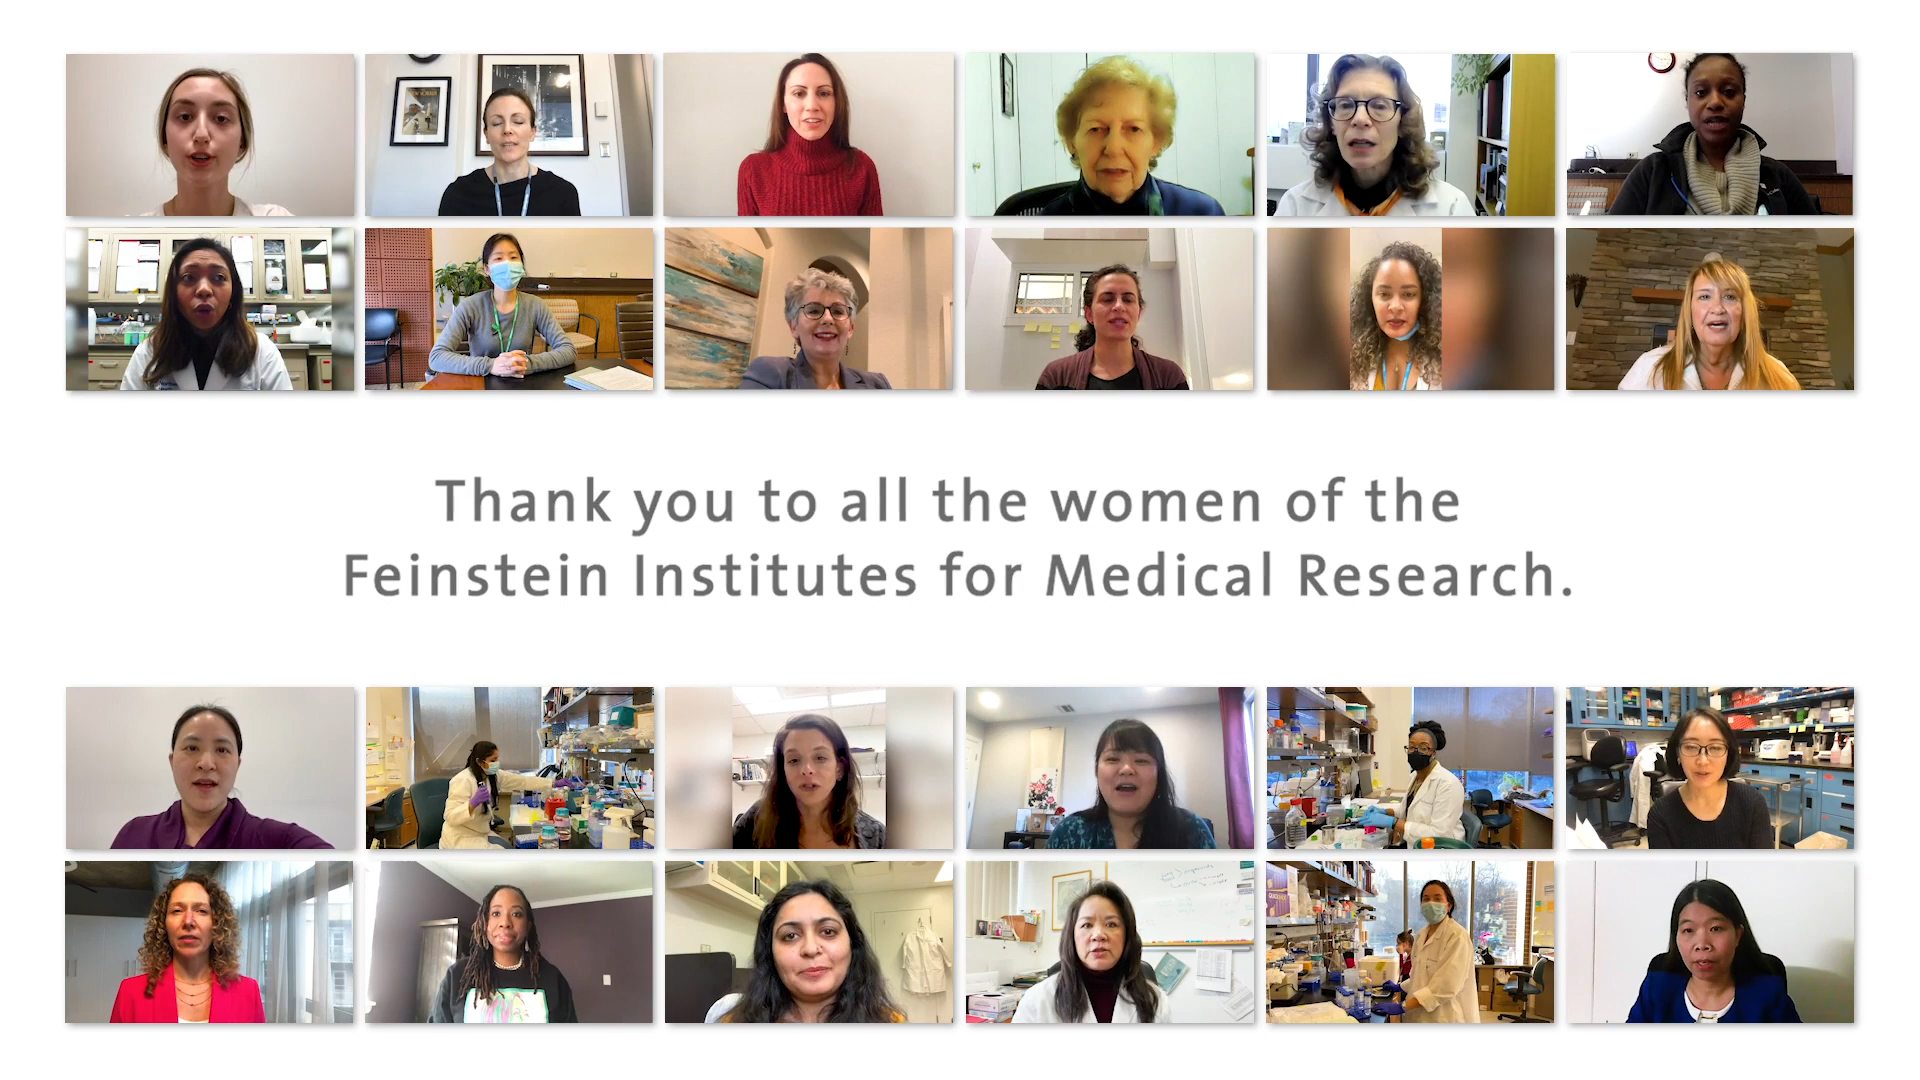 Thank you to all the women of the
Feinstein Institutes for Medical Research.